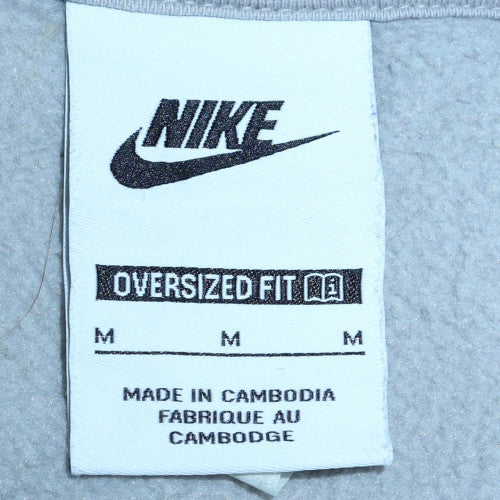 NIKE
OVERSIZED FIT
M M M
MADE IN CAMBODIA
FABRIQUE AU
CAMBODGE